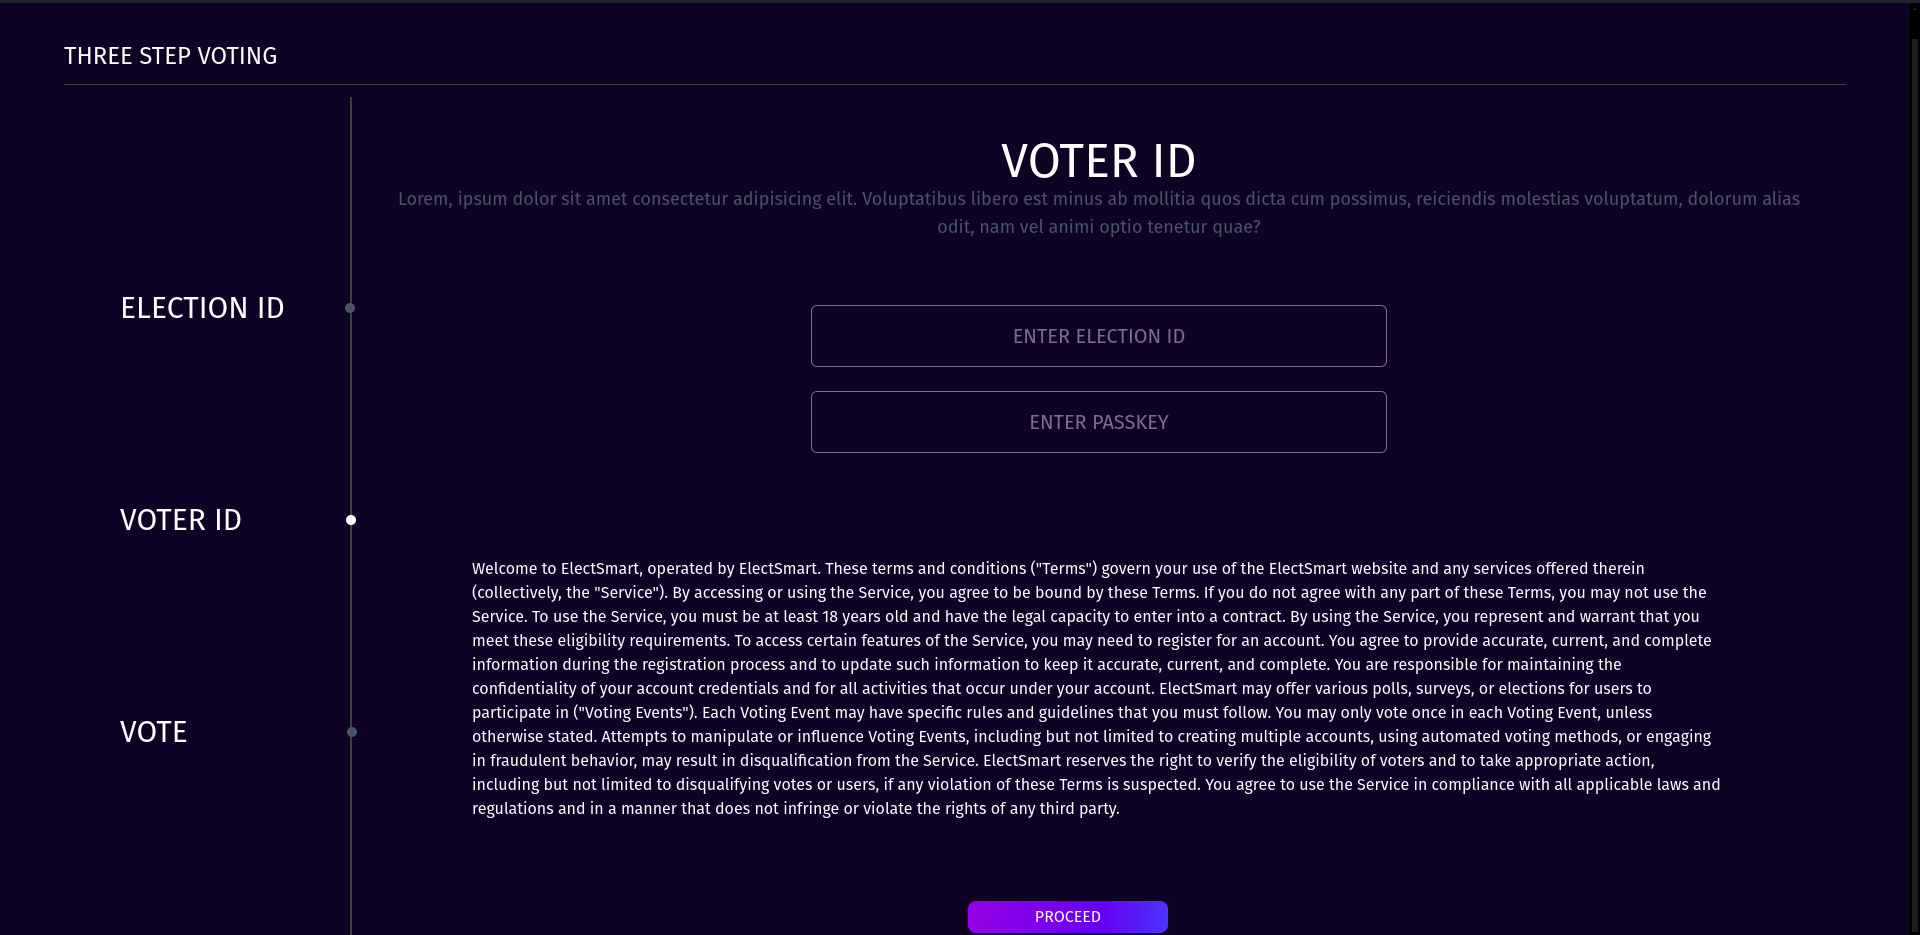 THREE STEP VOTING
VOTER ID
Lorem, ipsum dolor sit amet consectetur adipisicing elit. Voluptatibus libero est minus ab mollitia quos dicta cum possimus, reiciendis molestias voluptatum, dolorum alias
odit, nam vel animi optio tenetur quae?
ELECTION ID
ENTER ELECTION ID
ENTER PASSKEY
VOTER ID
Welcome to ElectSmart, operated by ElectSmart. These terms and conditions ("Terms") govern your use of the ElectSmart website and any services offered therein
(collectively, the "Service"). By accessing or using the Service, you agree to be bound by these Terms. If you do not agree with any part of these Terms, you may not use the
Service. To use the Service, you must be at least 18 years old and have the legal capacity to enter into a contract. By using the Service, you represent and warrant that you
meet these eligibility requirements. To access certain features of the Service, you may need to register for an account. You agree to provide accurate, current, and complete
information during the registration process and to update such information to keep it accurate, current, and complete. You are responsible for maintaining the
confidentiality of your account credentials and for all activities that occur under your account. ElectSmart may offer various polls, surveys, or elections for users to
participate in ("Voting Events"). Each Voting Event may have specific rules and guidelines that you must follow. You may only vote once in each Voting Event, unless
otherwise stated. Attempts to manipulate or influence Voting Events, including but not limited to creating multiple accounts, using automated voting methods, or engaging
in fraudulent behavior, may result in disqualification from the Service. ElectSmart reserves the right to verify the eligibility of voters and to take appropriate action,
including but not limited to disqualifying votes or users, if any violation of these Terms is suspected. You agree to use the Service in compliance with all applicable laws and
regulations and in a manner that does not infringe or violate the rights of any third party.
VOTE
PROCEED